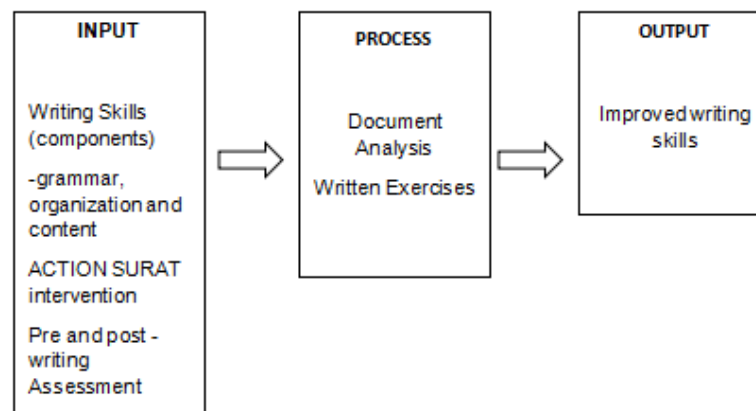 INPUT
Writing Skills
(components)
-grammar,
organization and
content
ACTION SURAT
intervention
Pre and post -
writing
Assessment
PROCESS
Document
Analysis
Written Exercises
OUTPUT
Improved writing
skills